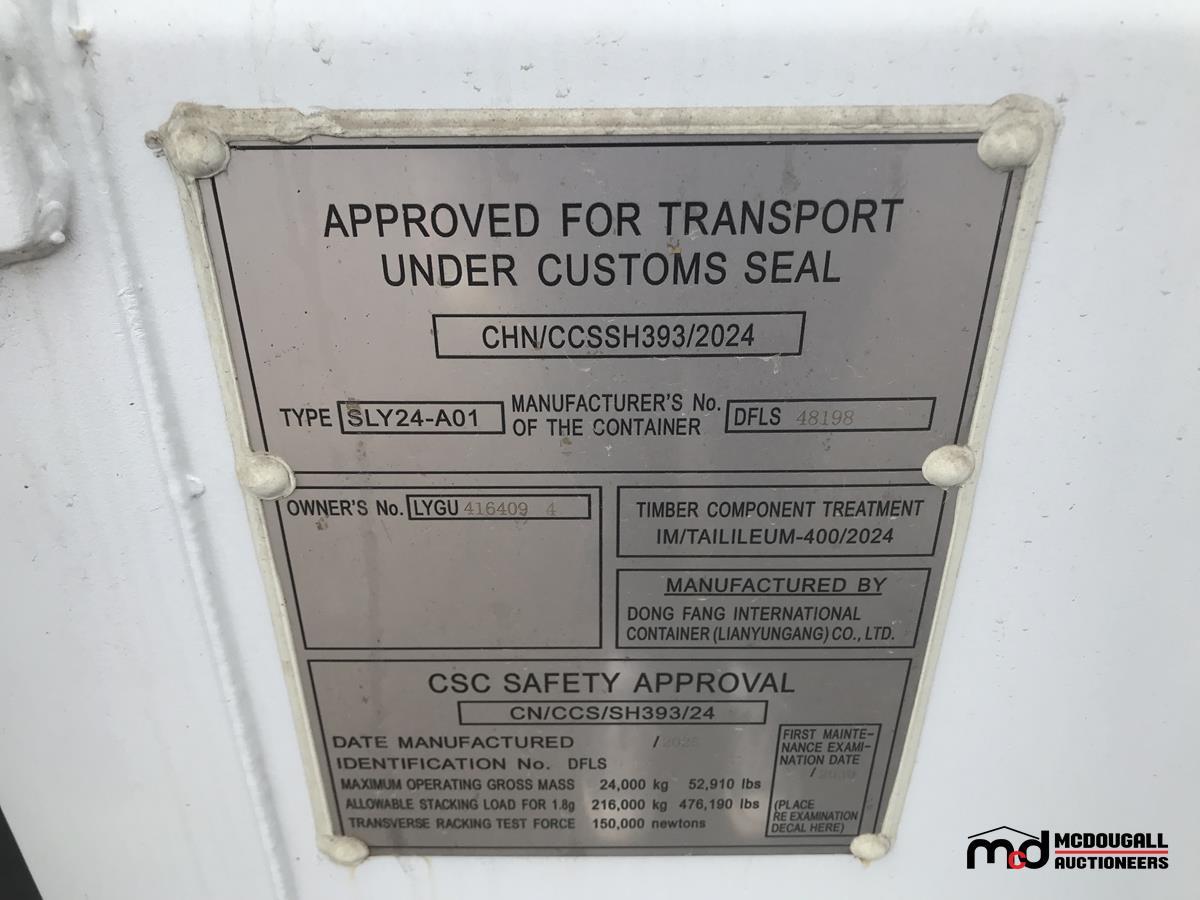 APPROVED FOR TRANSPORT
UNDER CUSTOMS SEAL
CHN/CCSSH393/2024
TYPE SLY24-A01 MANUFACTURER'S No. OF THE CONTAINER DFLS 48198
OWNER'S No. LYGU 416409 4
TIMBER COMPONENT TREATMENT
IM/TAILILEUM-400/2024
MANUFACTURED BY
DONG FANG INTERNATIONAL
CONTAINER (LIANYUNGANG) CO., LTD.
CSC SAFETY APPROVAL
CN/CCS/SH393/24
DATE MANUFACTURED /
IDENTIFICATION No. DFLS
MAXIMUM OPERATING GROSS MASS 24,000 kg 52,910 lbs
ALLOWABLE STACKING LOAD FOR 1.8g 216,000 kg 476,190 lbs
TRANSVERSE RACKING TEST FORCE 150,000 newtons
FIRST MAINTE-
NANCE EXAMI-
NATION DATE
/
(PLACE
RE EXAMINATION
DECAL HERE)
mcd MCDOUGALL
AUCTIONEERS